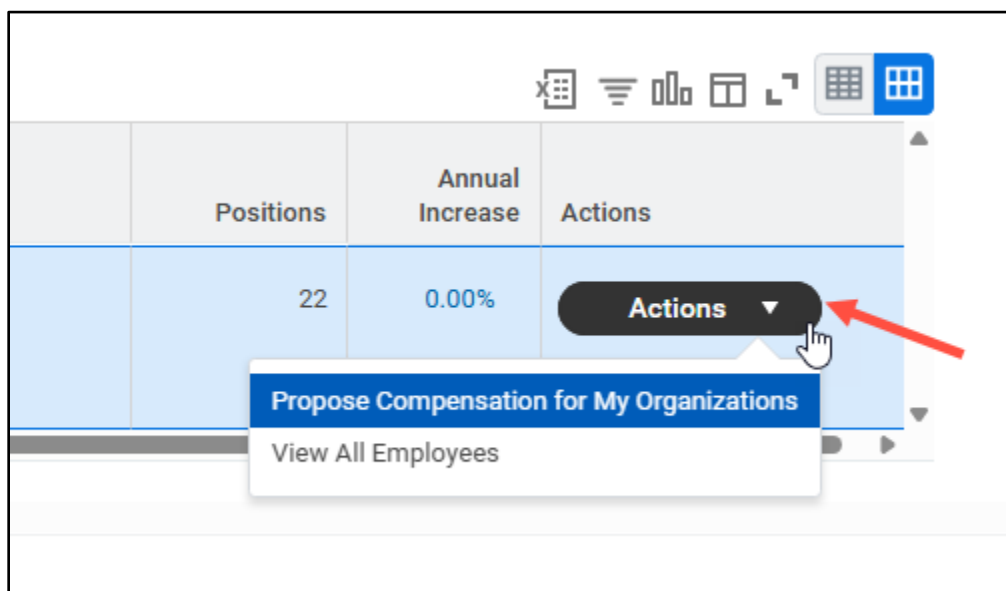 Positions
Annual
Increase
Actions
22
0.00%
Actions
Propose Compensation for My Organizations
View All Employees